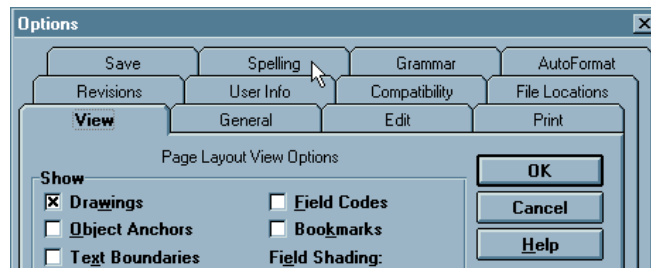 Options
Save Spelling Grammar AutoFormat
Revisions User Info Compatibility File Locations
View General Edit Print
Page Layout View Options
Show
Drawings Field Codes
Object Anchors Bookmarks
Text Boundaries Field Shading:
OK
Cancel
Help